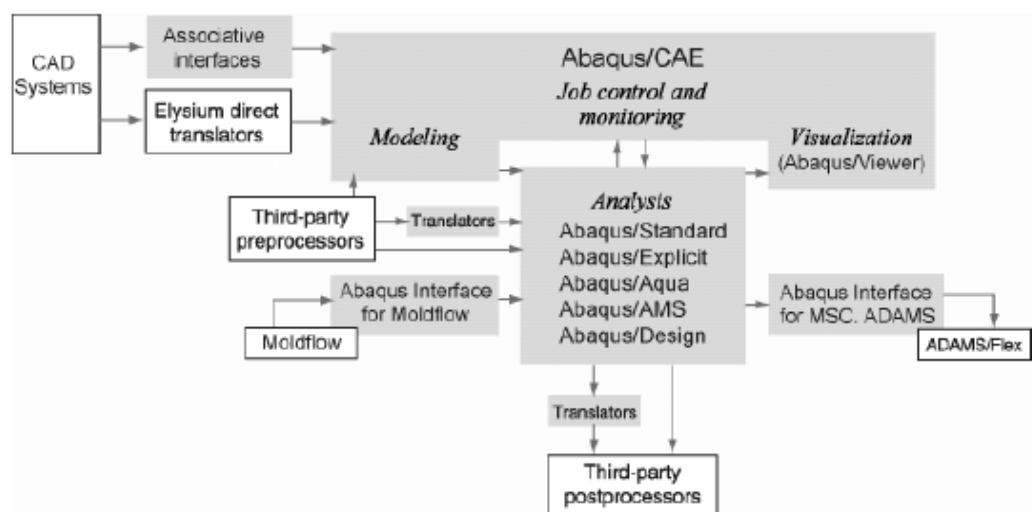 CAD
Systems
Associative
interfaces
Elysium direct
translators
Abaqus/CAE
Job control and
monitoring
Modeling
Visualization
(Abaqus/Viewer)
Third-party
preprocessors
Translators
Analysis
Abaqus/Standard
Abaqus/Explicit
Abaqus/Aqua
Abaqus/AMS
Abaqus/Design
Abaqus Interface
for Moldflow
Moldflow
Abaqus Interface
for MSC. ADAMS
ADAMS/Flex
Translators
Third-party
postprocessors